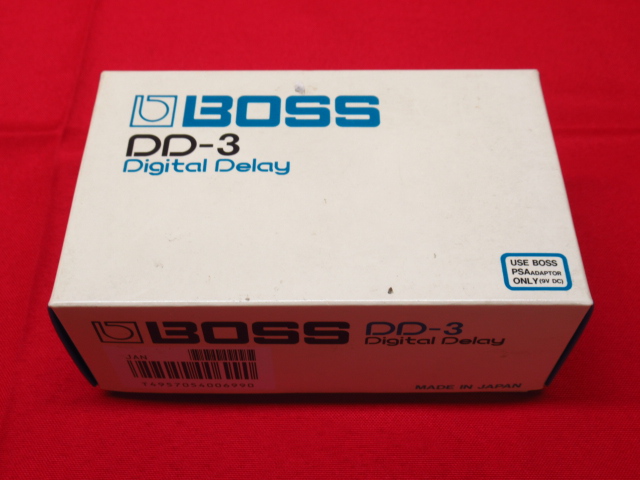 BOSS
DD-3
Digital Delay
USE BOSS
PSA ADAPTOR
ONLY (9V DC)
BOSS DD-3
Digital Delay
JAN
T4957054006990
MADE IN JAPAN